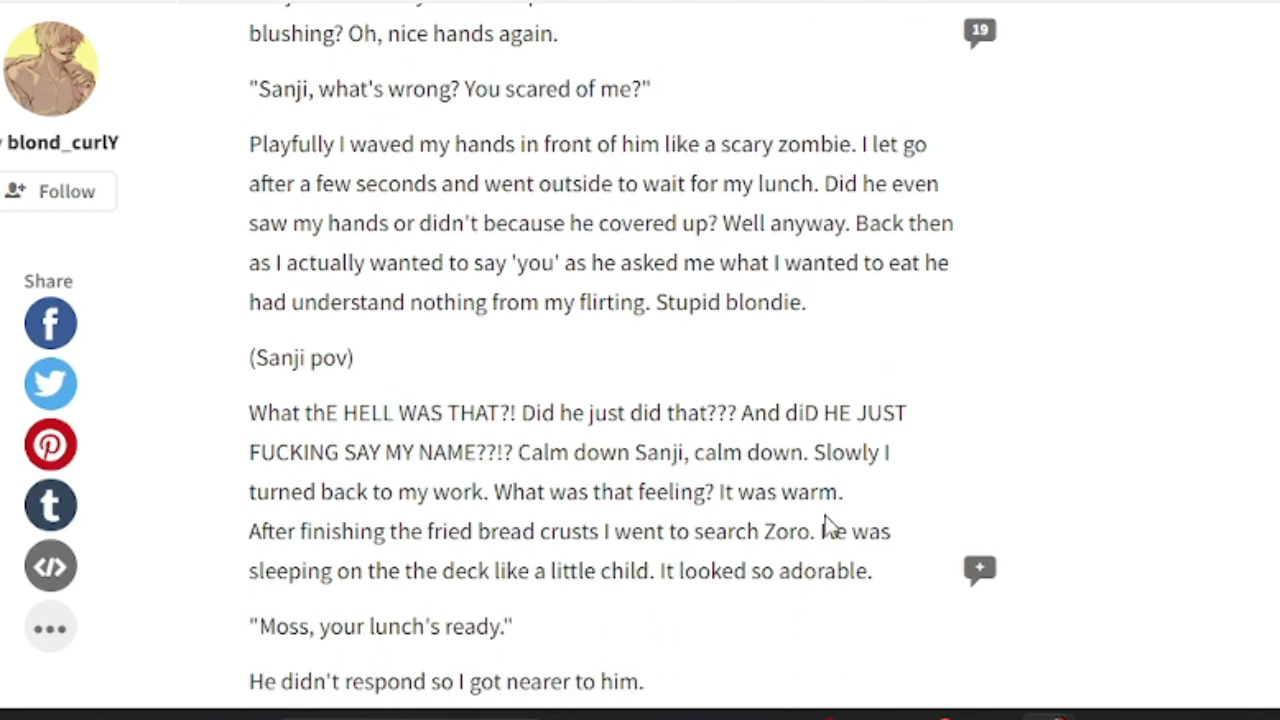 blushing? Oh, nice hands again.
19
"Sanji, what's wrong? You scared of me?"
blond_curlY
Playfully I waved my hands in front of him like a scary zombie. I let go
Follow
after a few seconds and went outside to wait for my lunch. Did he even
saw my hands or didn't because he covered up? Well anyway. Back then
as I actually wanted to say 'you' as he asked me what I wanted to eat he
Share
had understand nothing from my flirting. Stupid blondie.
(Sanji pov)
What thE HELL WAS THAT?! Did he just did that??? And diD HE JUST
FUCKING SAY MY NAME??!? Calm down Sanji, calm down. Slowly I
turned back to my work. What was that feeling? It was warm.
After finishing the fried bread crusts I went to search Zoro. He was
sleeping on the the deck like a little child. It looked so adorable.
+
"Moss, your lunch's ready."
He didn't respond so I got nearer to him.